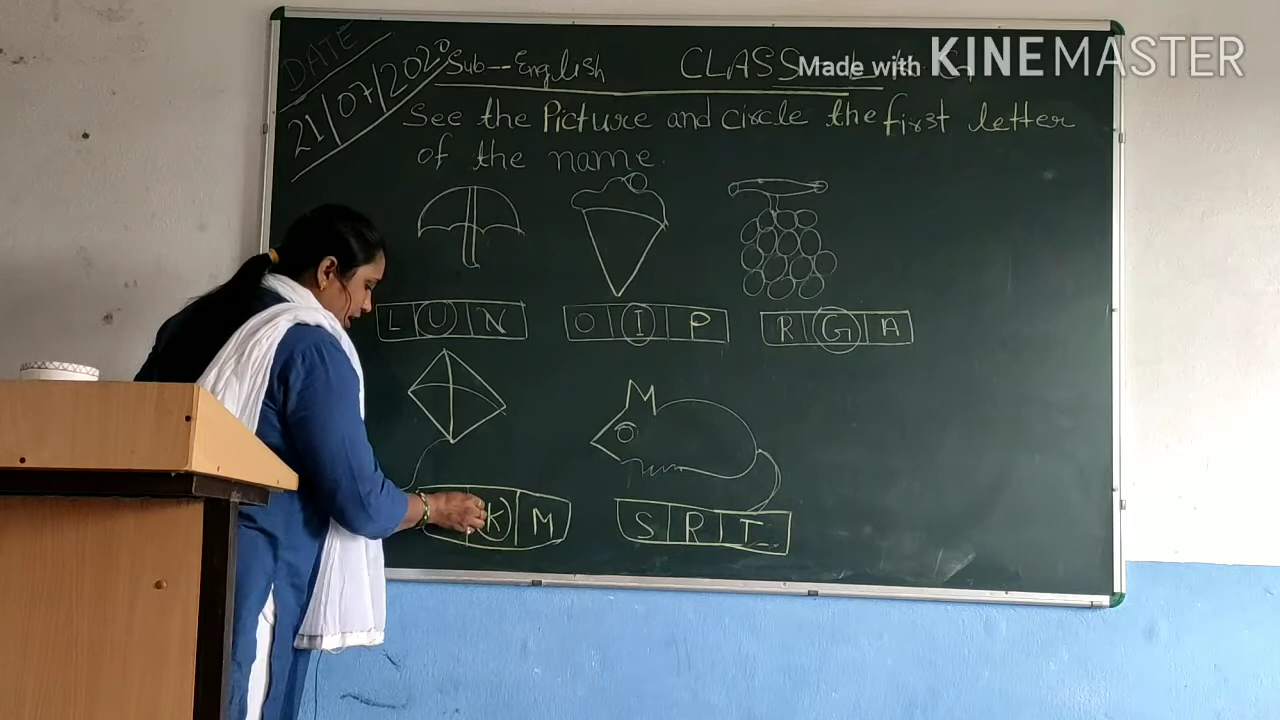 DATE
21/07/2020
Sub--English
CLASS - L.K.G
Made with KINEMASTER
See the Picture and circle the first letter
of the name.
L U N
O I P
R G A
K M
S R T